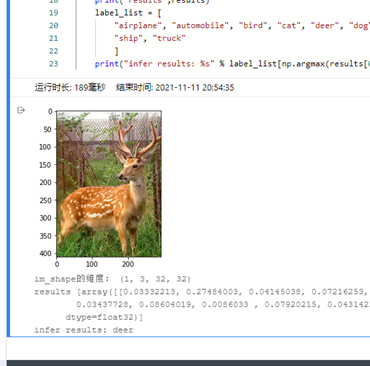 18 print("results",results)
19 label_list = [
20 "airplane", "automobile", "bird", "cat", "deer", "dog"
21 "ship", "truck"
22 ]
23 print("infer results: %s" % label_list[np.argmax(results[0
运行时长: 189毫秒 结束时间: 2021-11-11 20:54:35
0
50
100
150
200
250
300
350
400
0 200
im_shape的维度: (1, 3, 32, 32)
results [array([[0.03332213, 0.27484003, 0.04145038, 0.07216253,
0.03437728, 0.08604019, 0.0086033 , 0.07920215, 0.043142
dtype=float32)]
infer results: deer